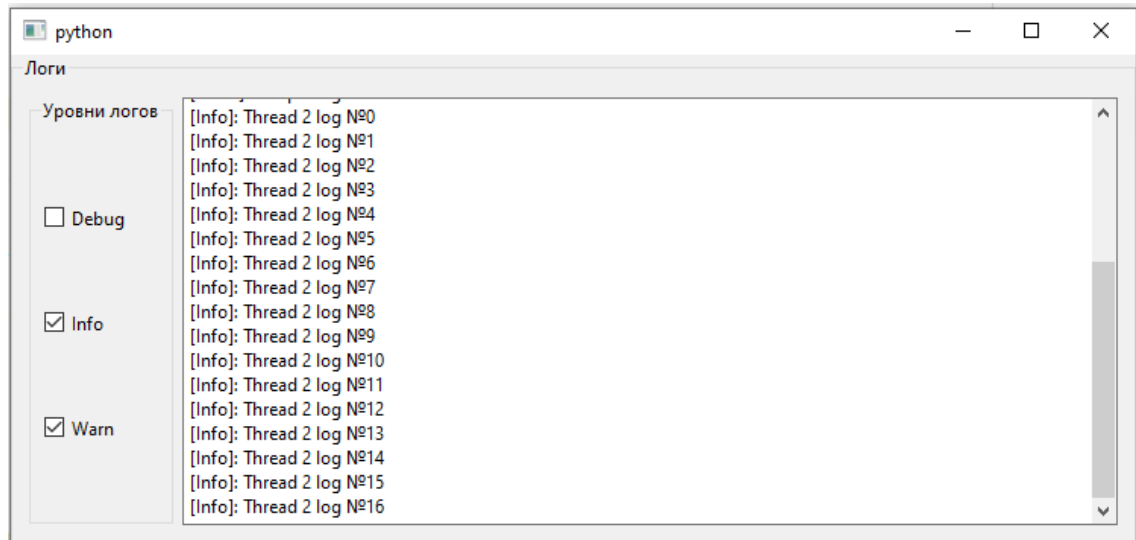 python
Логи
Уровни логов
Debug
Info
Warn
[Info]: Thread 2 log №0
[Info]: Thread 2 log №1
[Info]: Thread 2 log №2
[Info]: Thread 2 log №3
[Info]: Thread 2 log №4
[Info]: Thread 2 log №5
[Info]: Thread 2 log №6
[Info]: Thread 2 log №7
[Info]: Thread 2 log №8
[Info]: Thread 2 log №9
[Info]: Thread 2 log №10
[Info]: Thread 2 log №11
[Info]: Thread 2 log №12
[Info]: Thread 2 log №13
[Info]: Thread 2 log №14
[Info]: Thread 2 log №15
[Info]: Thread 2 log №16